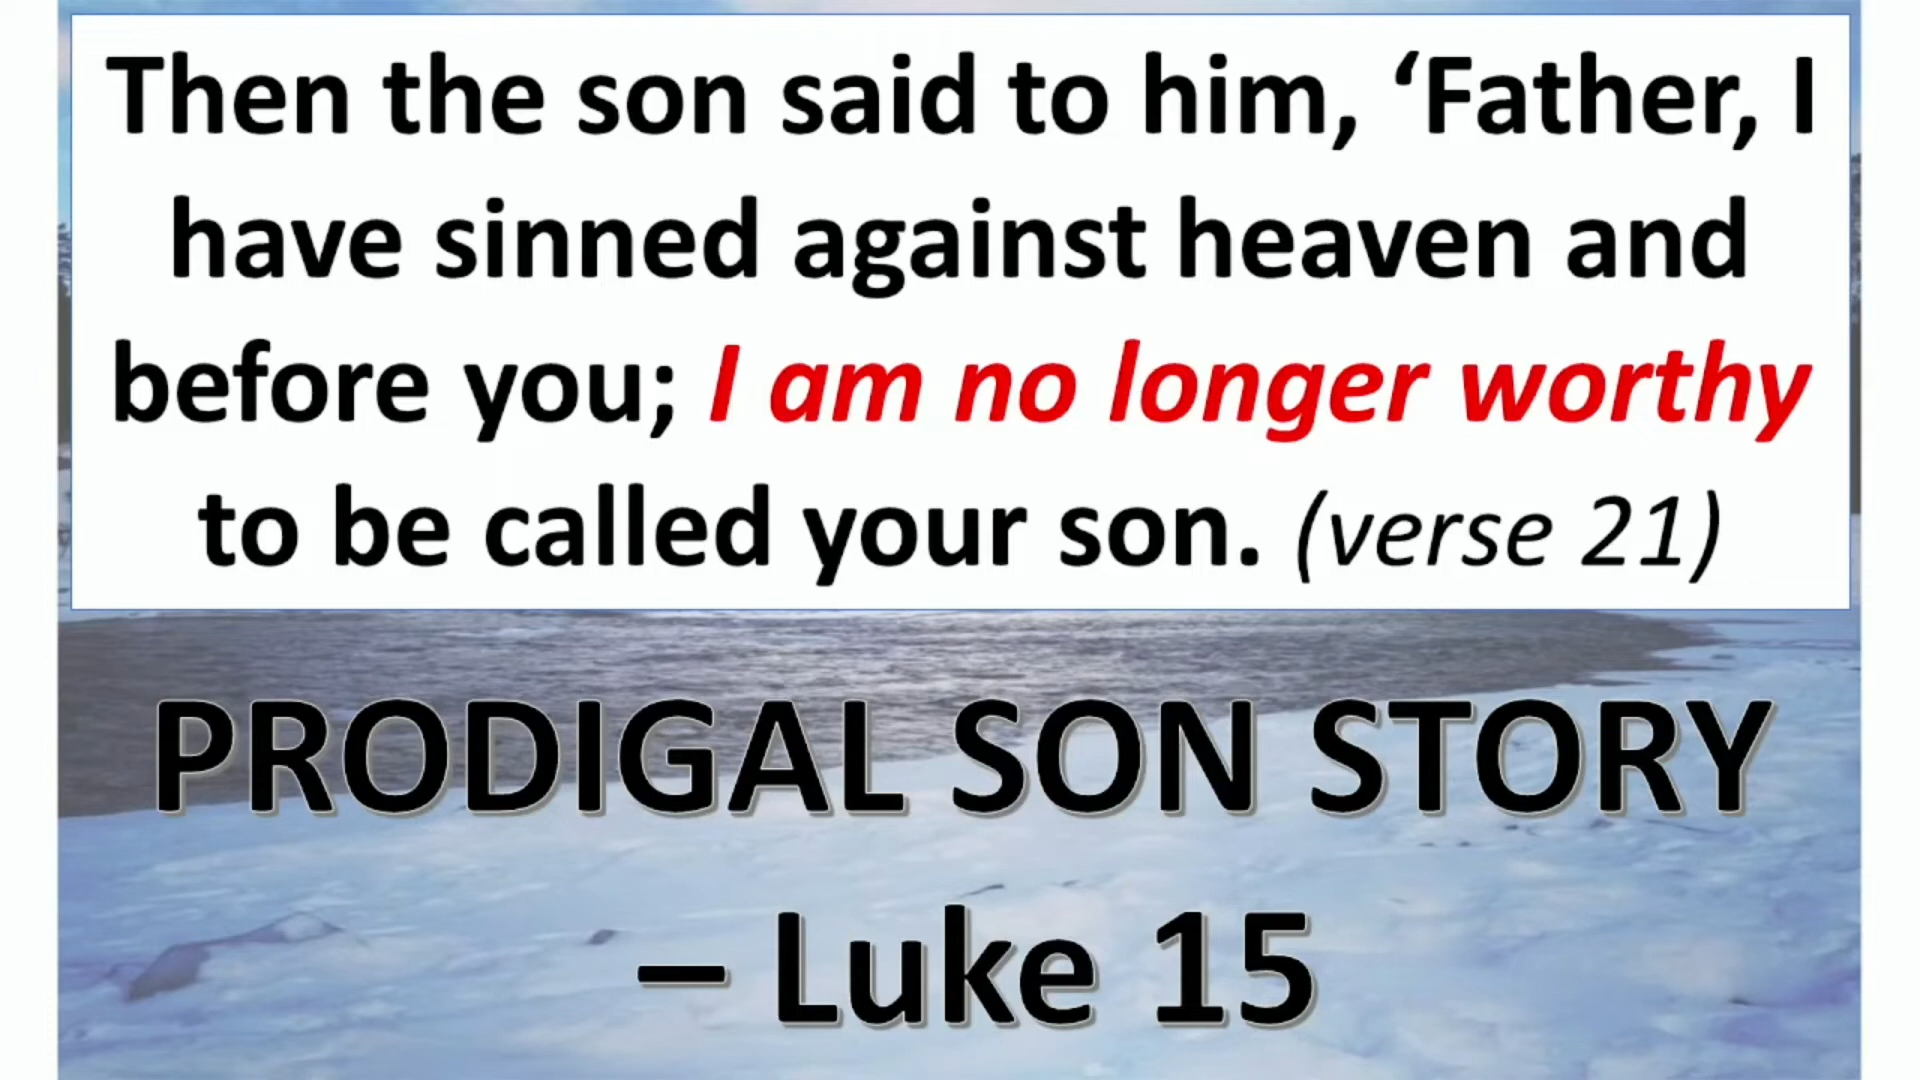 Then the son said to him, ‘Father, I
have sinned against heaven and
before you; I am no longer worthy
to be called your son. (verse 21)
PRODIGAL SON STORY
– Luke 15